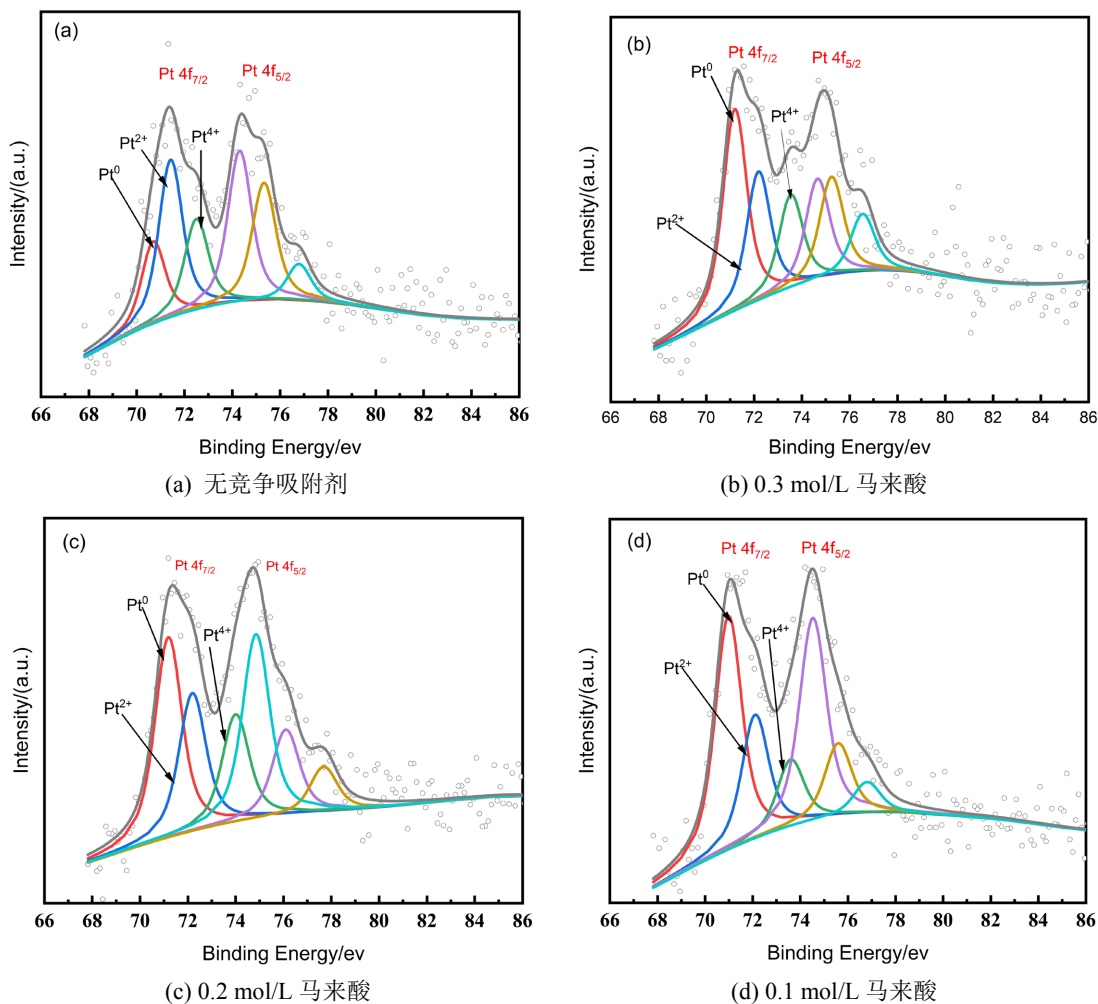 (a)
Pt 4f7/2
Pt 4f5/2
Pt2+
Pt4+
Pt0
Intensity/(a.u.)
66 68 70 72 74 76 78 80 82 84 86
Binding Energy/ev
(a) 无竞争吸附剂
(b)
Pt 4f7/2
Pt 4f5/2
Pt0
Pt4+
Pt2+
Intensity/(a.u.)
66 68 70 72 74 76 78 80 82 84 86
Binding Energy/ev
(b) 0.3 mol/L 马来酸
(c)
Pt 4f7/2
Pt 4f5/2
Pt0
Pt4+
Pt2+
Intensity/(a.u.)
66 68 70 72 74 76 78 80 82 84 86
Binding Energy/ev
(c) 0.2 mol/L 马来酸
(d)
Pt 4f7/2
Pt 4f5/2
Pt0
Pt4+
Pt2+
Intensity/(a.u.)
66 68 70 72 74 76 78 80 82 84 86
Binding Energy/ev
(d) 0.1 mol/L 马来酸